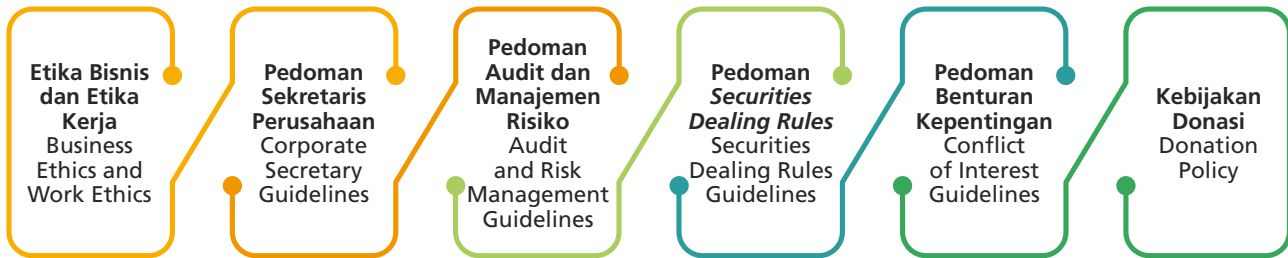 Etika Bisnis
dan Etika
Kerja
Business
Ethics and
Work Ethics
Pedoman
Sekretaris
Perusahaan
Corporate
Secretary
Guidelines
Pedoman
Audit dan
Manajemen
Risiko
Audit
and Risk
Management
Guidelines
Pedoman
Securities
Dealing Rules
Securities
Dealing Rules
Guidelines
Pedoman
Benturan
Kepentingan
Conflict
of Interest
Guidelines
Kebijakan
Donasi
Donation
Policy